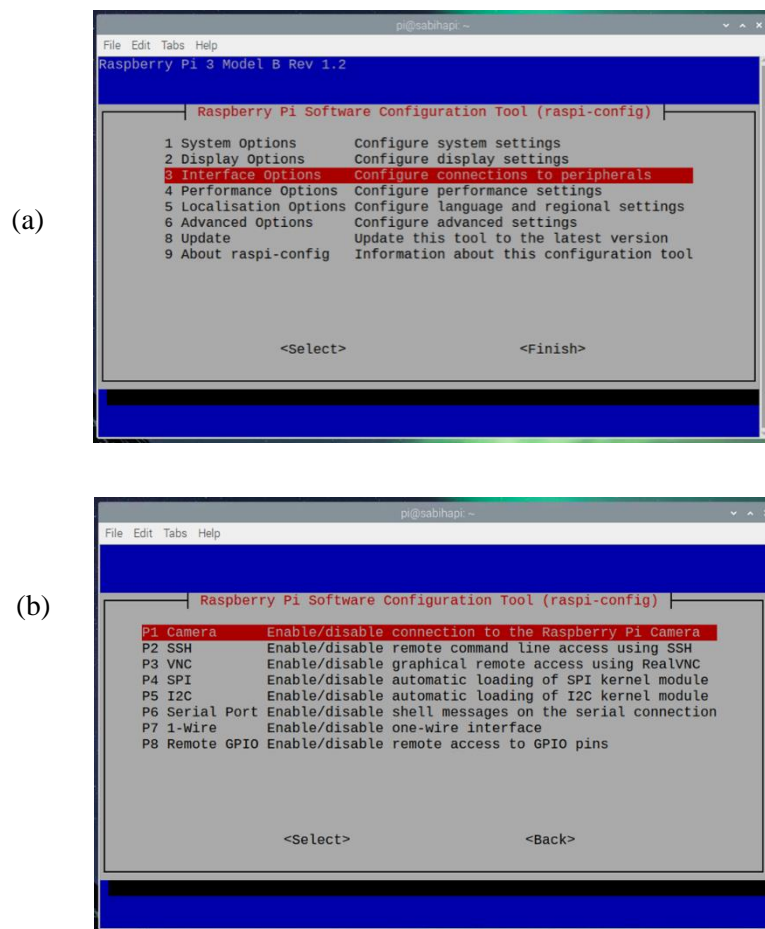 (a)
pi@sabihapi: ~
File Edit Tabs Help
Raspberry Pi 3 Model B Rev 1.2
Raspberry Pi Software Configuration Tool (raspi-config)
1 System Options Configure system settings
2 Display Options Configure display settings
3 Interface Options Configure connections to peripherals
4 Performance Options Configure performance settings
5 Localisation Options Configure language and regional settings
6 Advanced Options Configure advanced settings
8 Update Update this tool to the latest version
9 About raspi-config Information about this configuration tool
<Select> <Finish>
(b)
pi@sabihapi: ~
File Edit Tabs Help
Raspberry Pi Software Configuration Tool (raspi-config)
P1 Camera Enable/disable connection to the Raspberry Pi Camera
P2 SSH Enable/disable remote command line access using SSH
P3 VNC Enable/disable graphical remote access using RealVNC
P4 SPI Enable/disable automatic loading of SPI kernel module
P5 I2C Enable/disable automatic loading of I2C kernel module
P6 Serial Port Enable/disable shell messages on the serial connection
P7 1-Wire Enable/disable one-wire interface
P8 Remote GPIO Enable/disable remote access to GPIO pins
<Select> <Back>